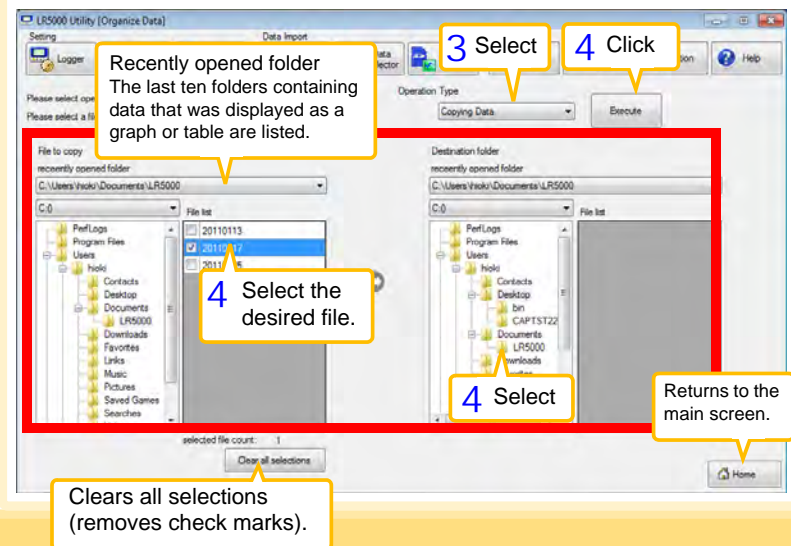 LR5000 Utility [Organize Data]
Setting
Data Import
Logger
Recently opened folder
The last ten folders containing
data that was displayed as a
graph or table are listed.
3 Select
4 Click
Help
Please select
Please select a
Operation Type
Copying Data
Execute
File to copy
receently opened folder
C:\Users\hioki\Documents\LR5000
C:0
File list
PerfLogs
Program Files
Users
hioki
Contacts
Desktop
Documents
LR5000
Downloads
Favorites
Links
Music
Pictures
Saved Games
Searches
20110113
4 Select the
desired file.
Destination folder
receently opened folder
C:\Users\hioki\Documents\LR5000
C:0
File list
PerfLogs
Program Files
Users
hioki
Contacts
Desktop
bin
CAPTST22
Documents
LR5000
4 Select
Returns to the
main screen.
selected file count: 1
Clear all selections
Home
Clears all selections
(removes check marks).